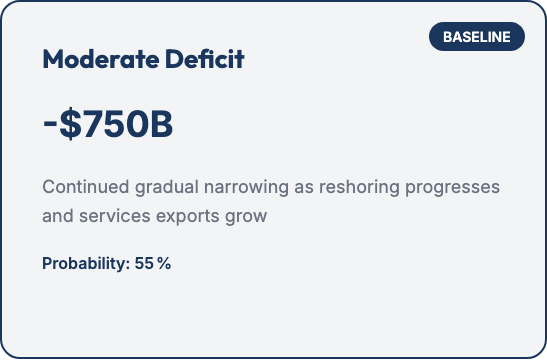 BASELINE
Moderate Deficit
-$750B
Continued gradual narrowing as reshoring progresses
and services exports grow
Probability: 55%